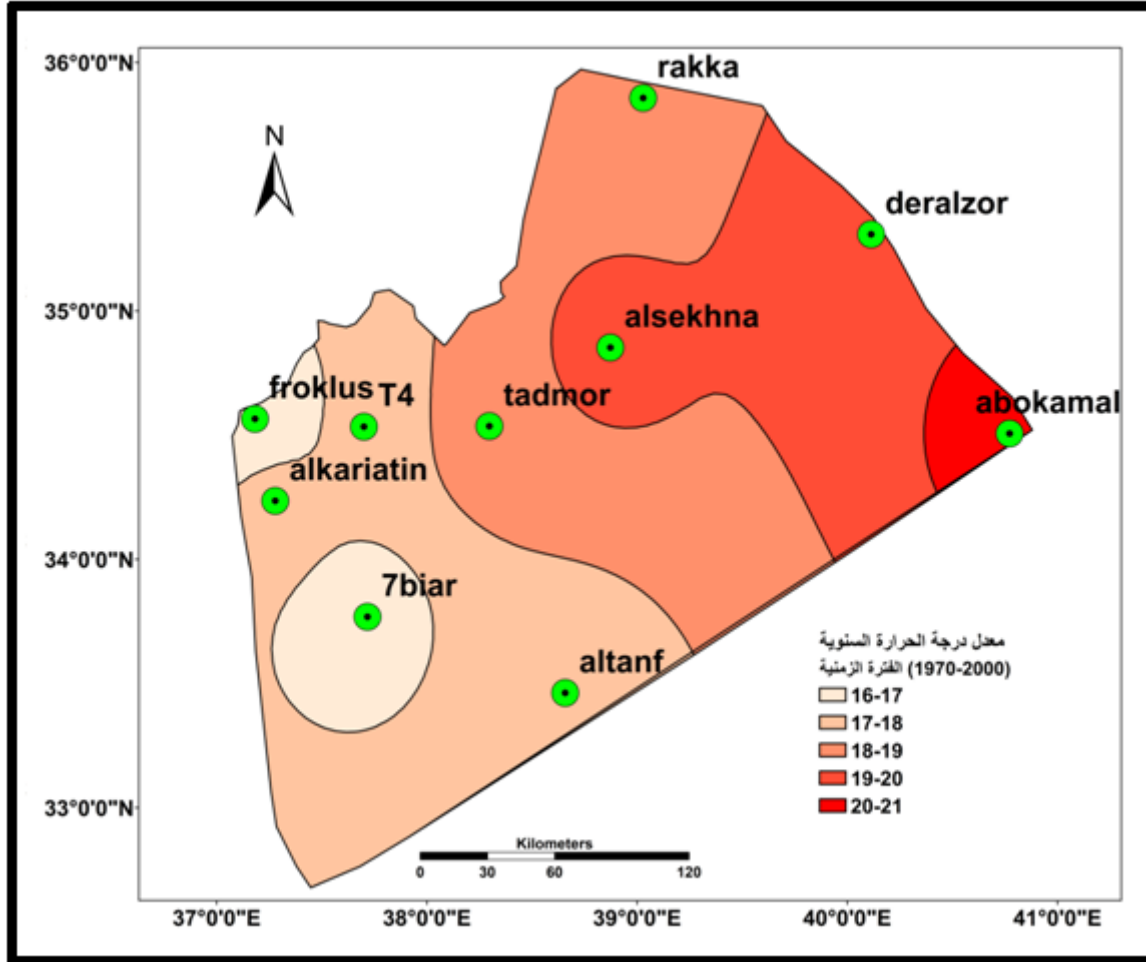 36°0'0"N
rakka
N
deralzor
35°0'0"N
alsekhna
froklus
T4
tadmor
abokamal
alkariatin
34°0'0"N
7biar
altanf
معدل درجة الحرارة السنوية
الفترة الزمنية (1970-2000)
16-17
17-18
18-19
19-20
20-21
33°0'0"N
Kilometers
0 30 60 120
37°0'0"E 38°0'0"E 39°0'0"E 40°0'0"E 41°0'0"E